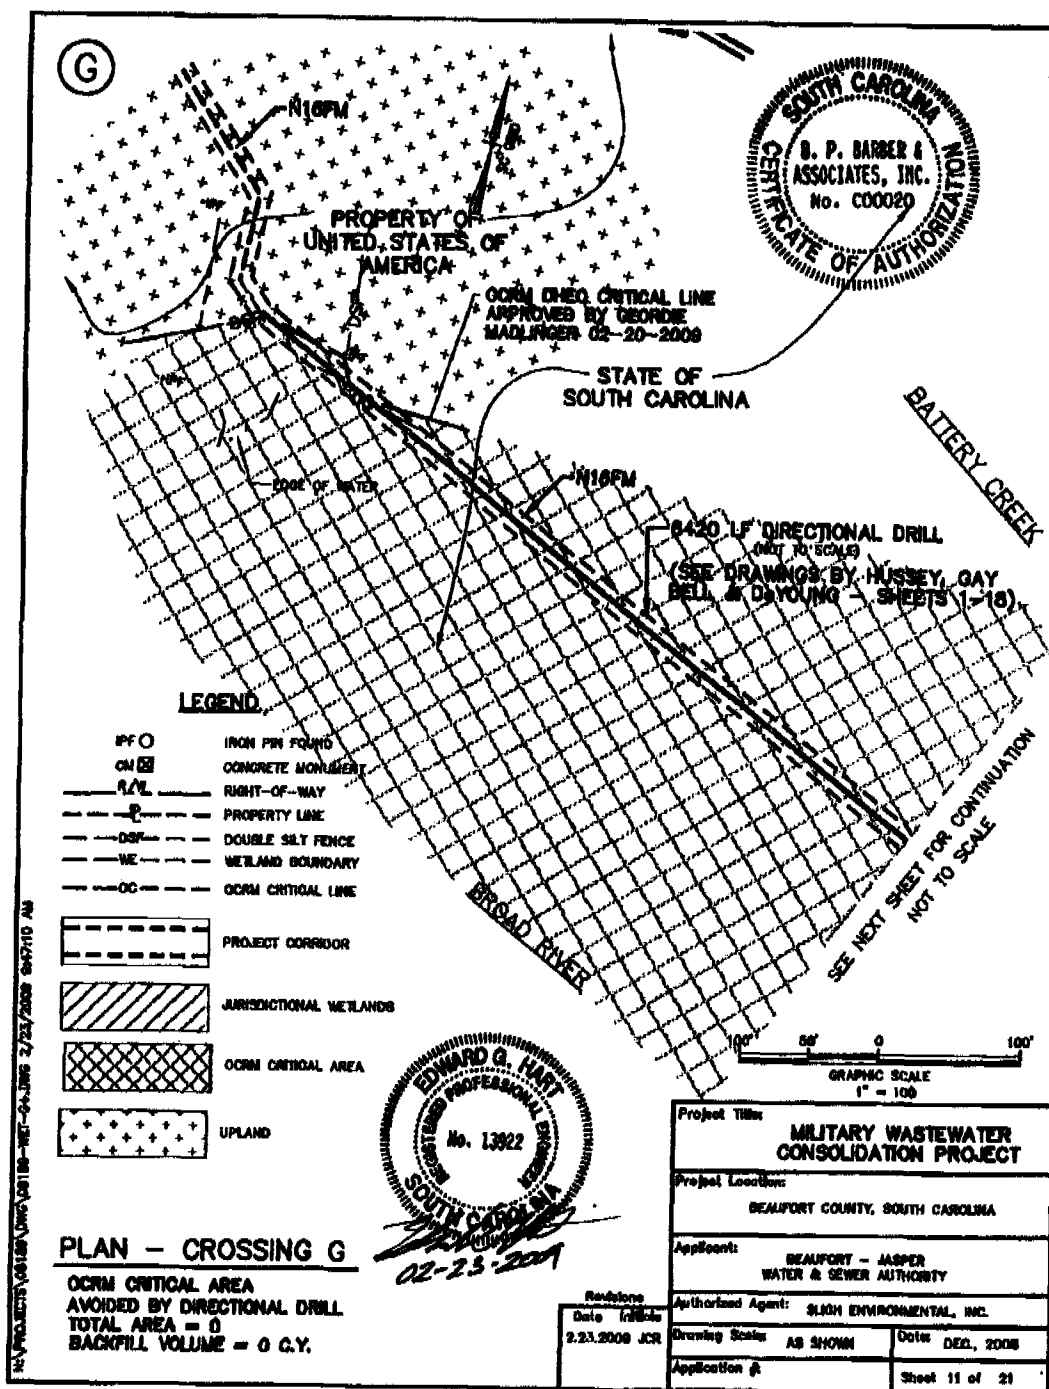 G
N16FM
PROPERTY OF
UNITED STATES OF
AMERICA
OCRM DHEC CRITICAL LINE
APPROVED BY GEORDIE
MADLINGER 02-20-2009
STATE OF
SOUTH CAROLINA
SOUTH CAROLINA
B. P. BARBER &
ASSOCIATES, INC.
No. C00020
CERTIFICATE OF AUTHORIZATION
BATTERY CREEK
EDGE OF WATER
N16FM
6420 LF DIRECTIONAL DRILL
(NOT TO SCALE)
(SEE DRAWINGS BY HUSSEY, GAY
BELL & DeYOUNG - SHEETS 1-18)
SEE NEXT SHEET FOR CONTINUATION
NOT TO SCALE
BROAD RIVER
LEGEND
IPF IRON PIN FOUND
CM CONCRETE MONUMENT
R/W RIGHT-OF-WAY
PROPERTY LINE
DSF DOUBLE SILT FENCE
WE WETLAND BOUNDARY
OC OCRM CRITICAL LINE
PROJECT CORRIDOR
JURISDICTIONAL WETLANDS
OCRM CRITICAL AREA
UPLAND
100' 50' 0 100'
GRAPHIC SCALE
1" = 100
EDWARD G. HART
REGISTERED PROFESSIONAL ENGINEER
No. 13922
SOUTH CAROLINA
02-23-2009
PLAN - CROSSING G
OCRM CRITICAL AREA
AVOIDED BY DIRECTIONAL DRILL
TOTAL AREA = 0
BACKFILL VOLUME = 0 C.Y.
Revisions
Date Initials
2.23.2009 JCR
Project Title:
MILITARY WASTEWATER
CONSOLIDATION PROJECT
Project Location:
BEAUFORT COUNTY, SOUTH CAROLINA
Applicant:
BEAUFORT - JASPER
WATER & SEWER AUTHORITY
Authorized Agent: SLIGH ENVIRONMENTAL, INC.
Drawing Scale: AS SHOWN
Date: DEC., 2008
Application #:
Sheet 11 of 21